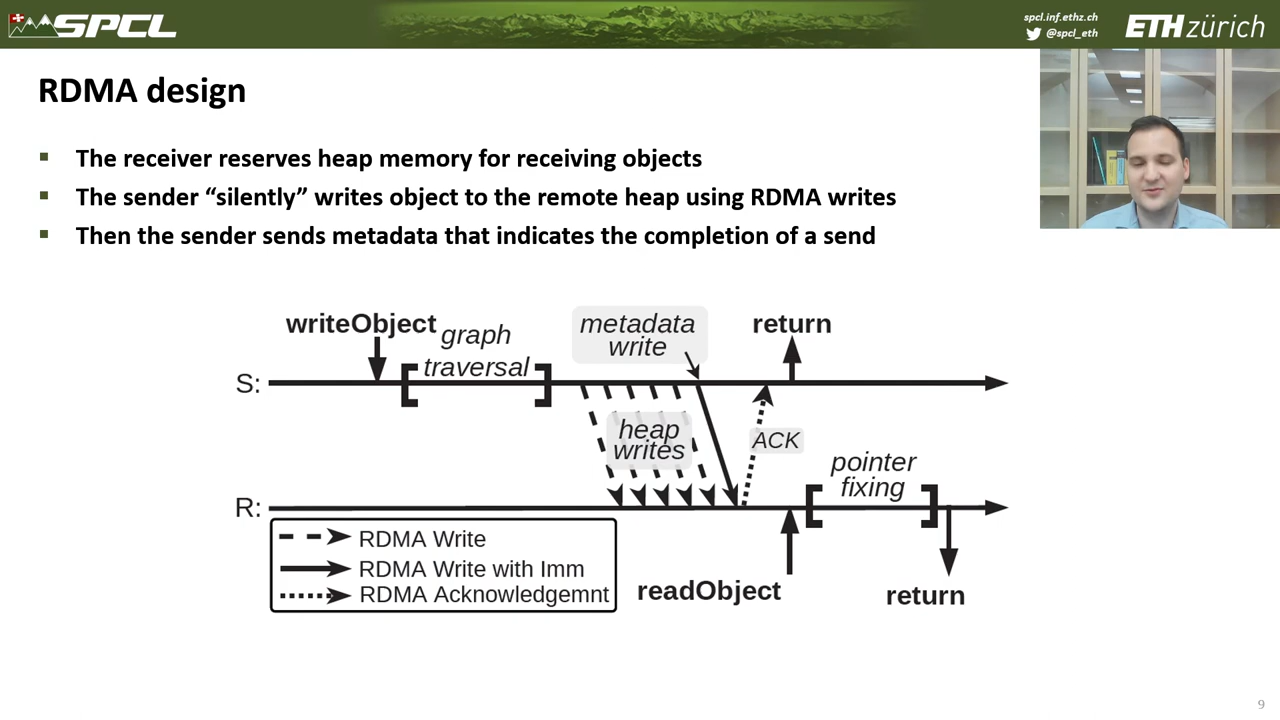 SPCL
spcl.inf.ethz.ch
@spcl_eth
ETH zürich
RDMA design
The receiver reserves heap memory for receiving objects
The sender “silently” writes object to the remote heap using RDMA writes
Then the sender sends metadata that indicates the completion of a send
writeObject
graph
traversal
metadata
write
return
S:
heap
writes
ACK
pointer
fixing
R:
RDMA Write
RDMA Write with Imm
RDMA Acknowledgemnt
readObject
return
9